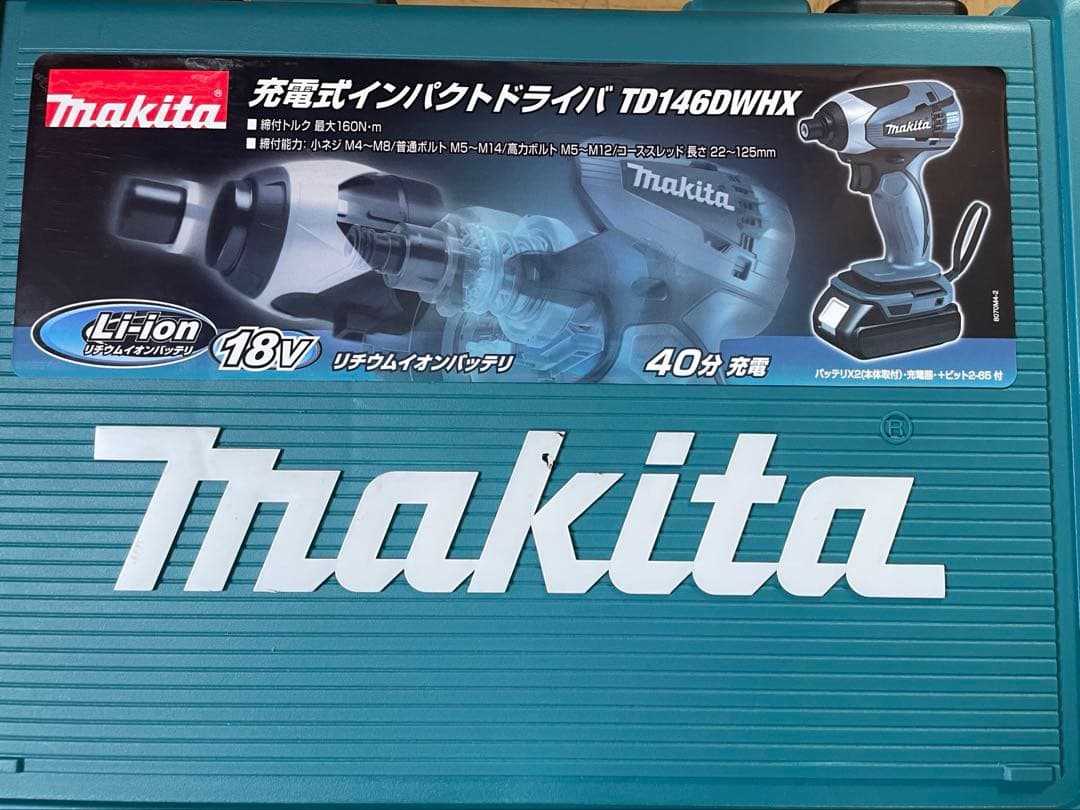 makita®
充電式インパクトドライバ TD146DWHX
■ 締付トルク 最大160N・m
■ 締付能力: 小ネジ M4～M8/普通ボルト M5～M14/高力ボルト M5～M12/コーススレッド 長さ 22～125mm
makita
makita
Li-ion
リチウムイオンバッテリ
18V
リチウムイオンバッテリ
40分 充電
8070M4-2
バッテリX2(本体取付)・充電器・＋ビット2-65 付
makita
®